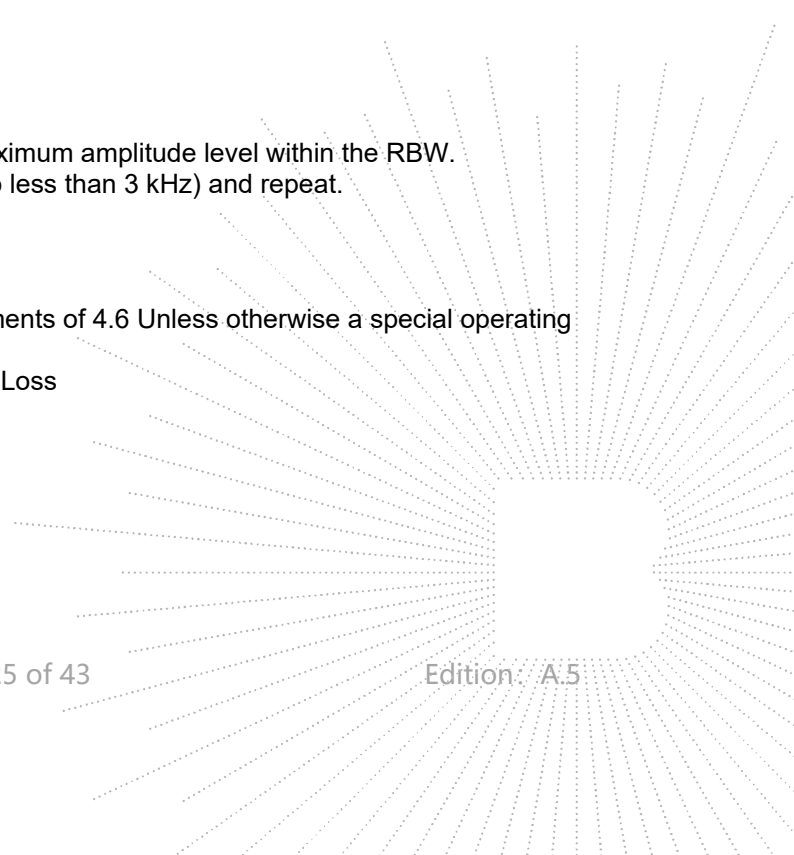 ximum amplitude level within the RBW.
less than 3 kHz) and repeat.
ments of 4.6 Unless otherwise a special operating
Loss
5 of 43
Edition：A.5